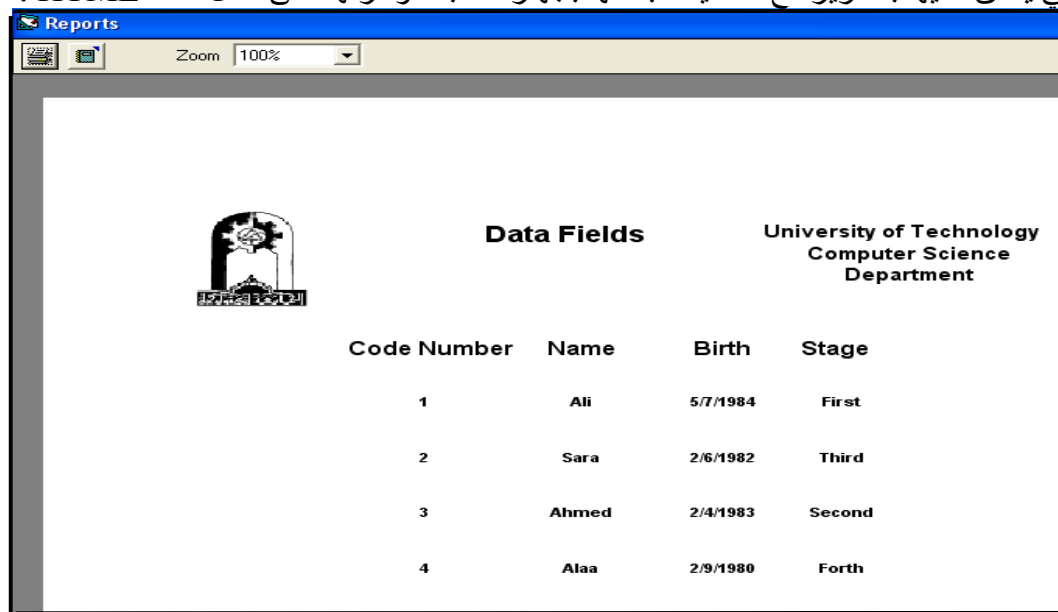 Reports
Zoom 100%
Data Fields
University of Technology
Computer Science
Department
Code Number Name Birth Stage
1 Ali 5/7/1984 First
2 Sara 2/6/1982 Third
3 Ahmed 2/4/1983 Second
4 Alaa 2/9/1980 Forth